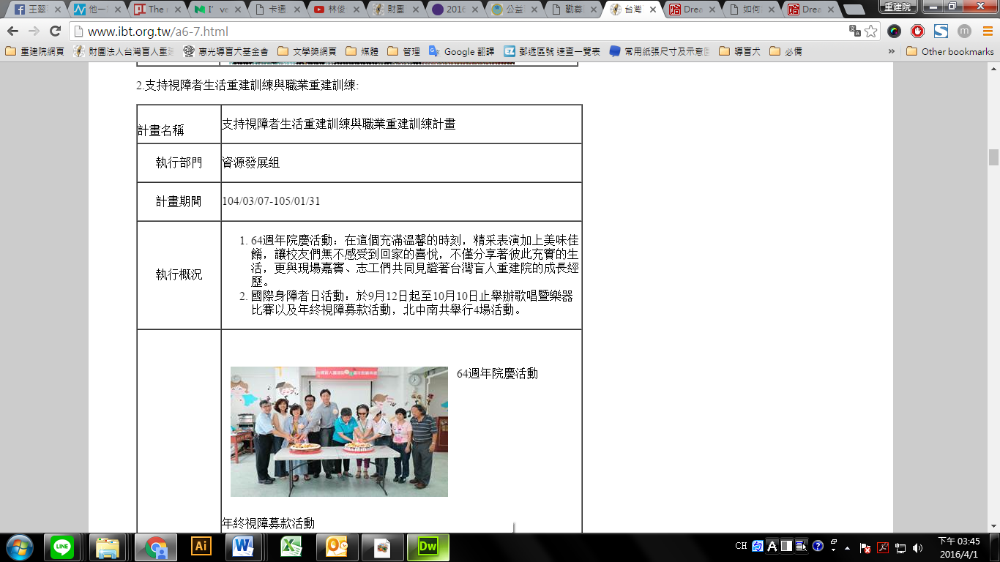 王翠
他一
The r
I' ve
卡通
林俊
財團
2016
公益
勸募
台灣
Drea
如何
Drea
重建院
www.ibt.org.tw/a6-7.html
重建院網頁
財團法人台灣盲人重建
惠光導盲犬基金會
文學獎網頁
媒體
管理
Google 翻譯
郵遞區號 速查一覽表
常用紙張尺寸及示意圖
導盲犬
必備
»
Other bookmarks
2.支持視障者生活重建訓練與職業重建訓練:
計畫名稱
支持視障者生活重建訓練與職業重建訓練計畫
執行部門
資源發展組
計畫期間
104/03/07-105/01/31
執行概況
1. 64週年院慶活動：在這個充滿溫馨的時刻，精采表演加上美味佳
餚，讓校友們無不感受到回家的喜悅，不僅分享著彼此充實的生
活，更與現場嘉賓、志工們共同見證著台灣盲人重建院的成長經
歷。
2. 國際身障者日活動：於9月12日起至10月10日止舉辦歌唱暨樂器
比賽以及年終視障募款活動，北中南共舉行4場活動。
64週年院慶活動
年終視障募款活動
LINE
Ai
Dw
CH
下午 03:45
2016/4/1